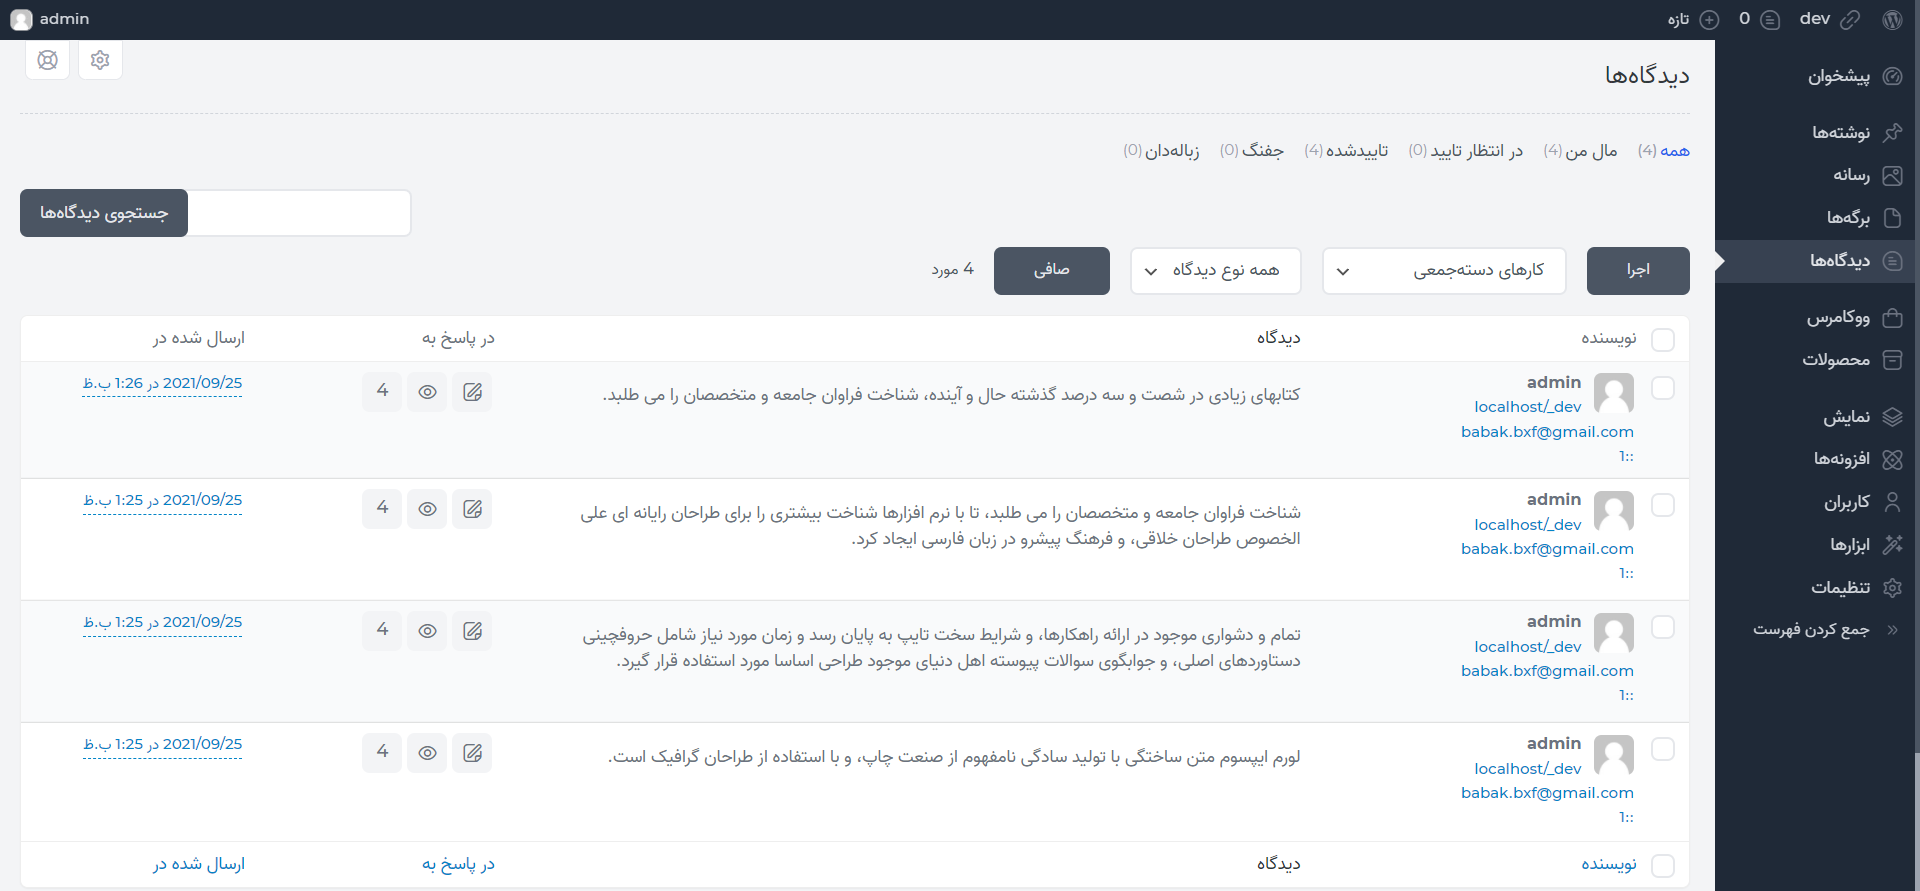 dev
0
تازه
admin
پیشخوان
نوشته‌ها
رسانه
برگه‌ها
دیدگاه‌ها
ووکامرس
محصولات
نمایش
افزونه‌ها
کاربران
ابزارها
تنظیمات
جمع کردن فهرست
دیدگاه‌ها
همه (4) مال من (4) در انتظار تایید (0) تاییدشده (4) جفنگ (0) زباله‌دان (0)
جستجوی دیدگاه‌ها
اجرا کارهای دسته‌جمعی همه نوع دیدگاه صافی 4 مورد
نویسنده دیدگاه در پاسخ به ارسال شده در
admin
localhost/_dev
babak.bxf@gmail.com
::1
کتابهای زیادی در شصت و سه درصد گذشته حال و آینده، شناخت فراوان جامعه و متخصصان را می طلبد.
4
2021/09/25 در 1:26 ب.ظ
admin
localhost/_dev
babak.bxf@gmail.com
::1
شناخت فراوان جامعه و متخصصان را می طلبد، تا با نرم افزارها شناخت بیشتری را برای طراحان رایانه ای علی
الخصوص طراحان خلاقی، و فرهنگ پیشرو در زبان فارسی ایجاد کرد.
4
2021/09/25 در 1:25 ب.ظ
admin
localhost/_dev
babak.bxf@gmail.com
::1
تمام و دشواری موجود در ارائه راهکارها، و شرایط سخت تایپ به پایان رسد و زمان مورد نیاز شامل حروفچینی
دستاوردهای اصلی، و جوابگوی سوالات پیوسته اهل دنیای موجود طراحی اساسا مورد استفاده قرار گیرد.
4
2021/09/25 در 1:25 ب.ظ
admin
localhost/_dev
babak.bxf@gmail.com
::1
لورم ایپسوم متن ساختگی با تولید سادگی نامفهوم از صنعت چاپ، و با استفاده از طراحان گرافیک است.
4
2021/09/25 در 1:25 ب.ظ
نویسنده دیدگاه در پاسخ به ارسال شده در